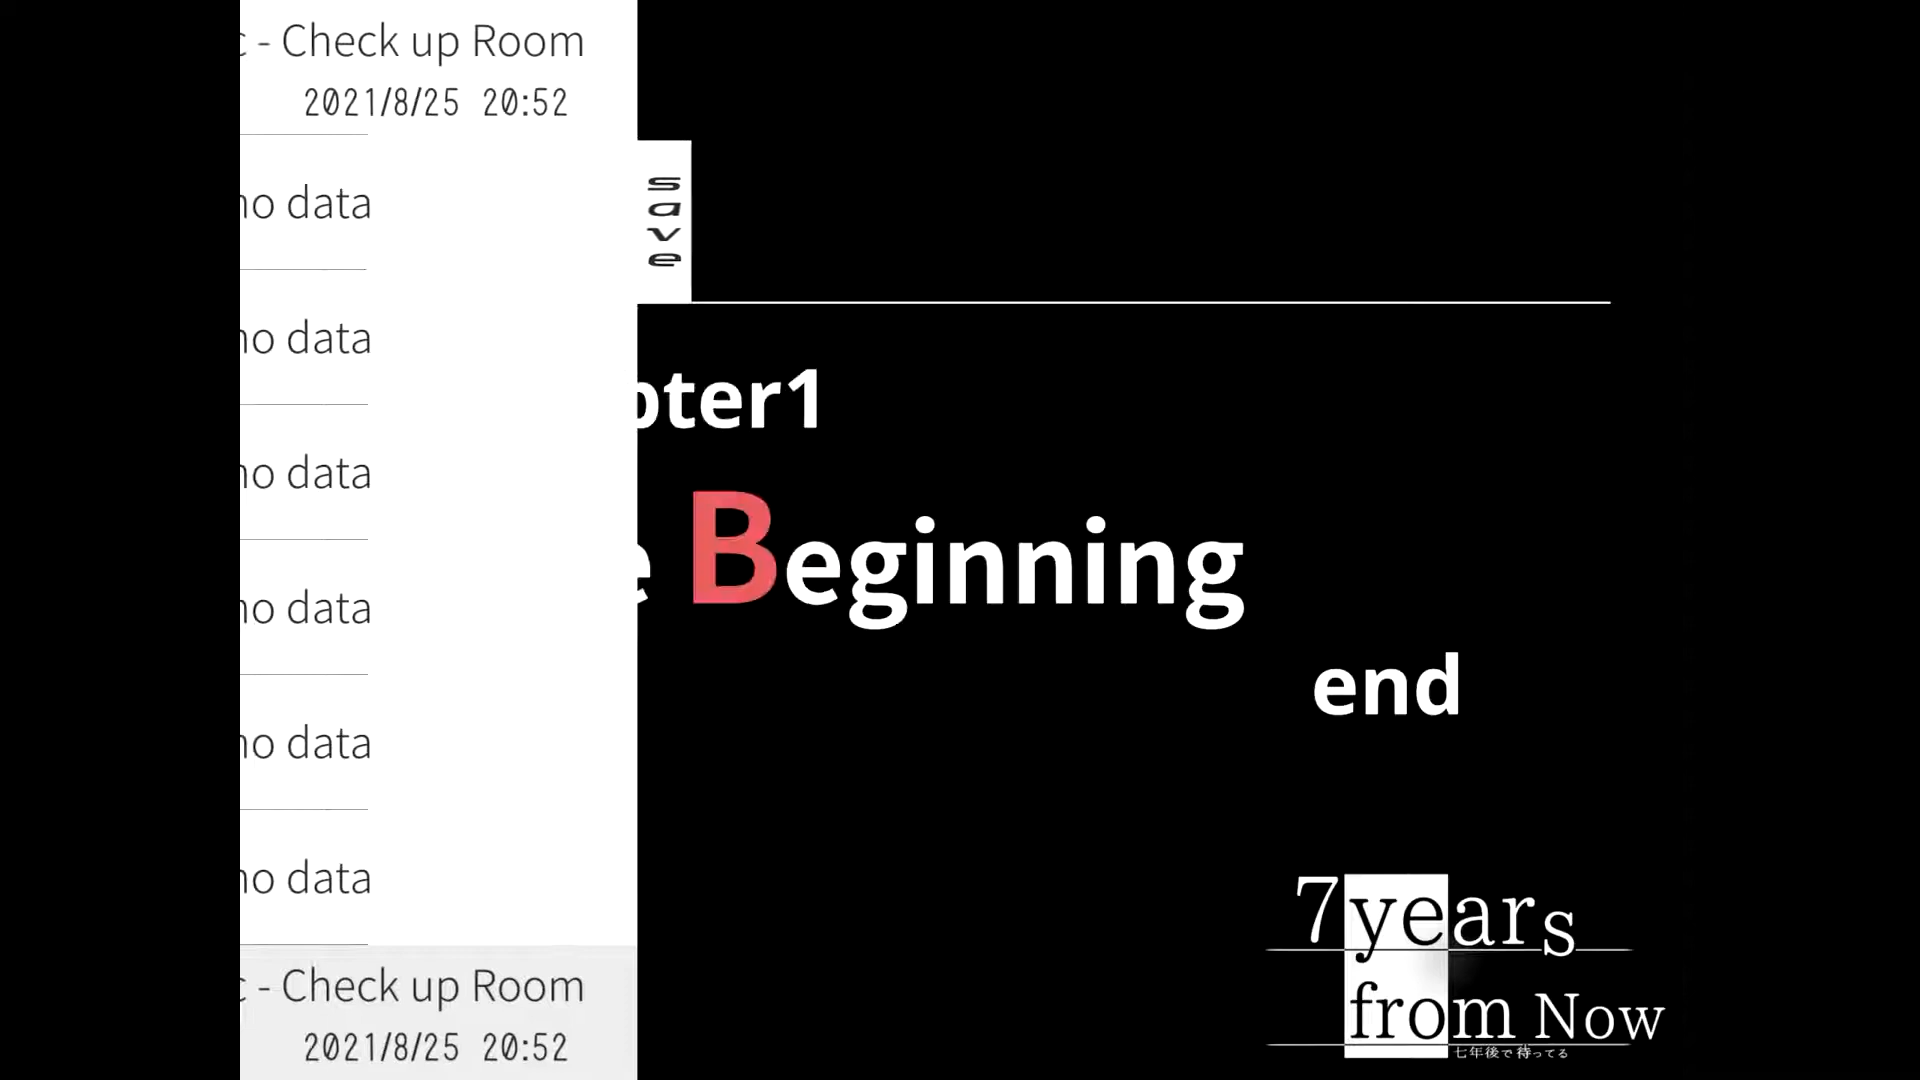 - Check up Room
2021/8/25 20:52
no data
no data
no data
no data
no data
no data
- Check up Room
2021/8/25 20:52
save
pter1
e Beginning
end
7years
from Now
七年後で待ってる